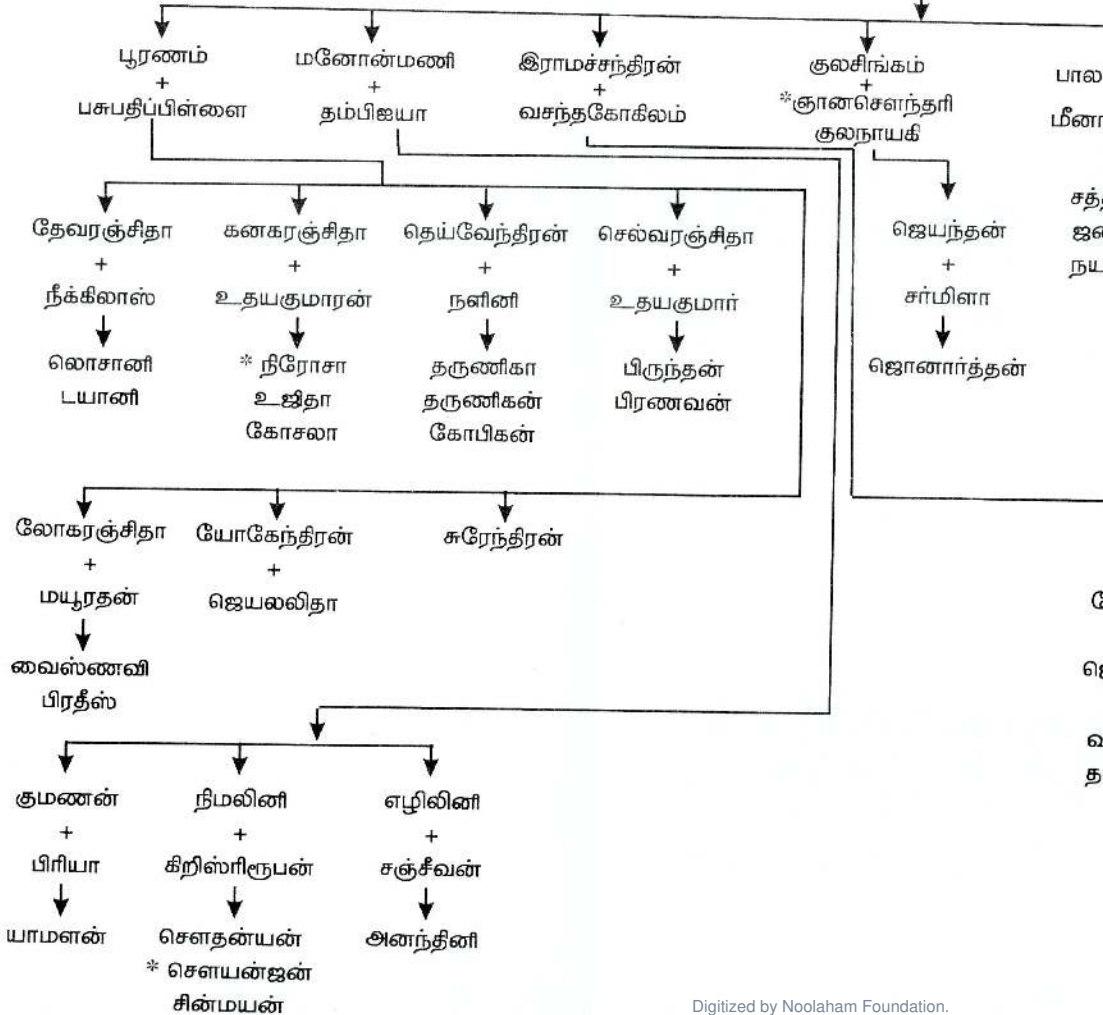 பூரணம்
+
பசுபதிப்பிள்ளை
மனோன்மணி
+
தம்பிஐயா
இராமச்சந்திரன்
+
வசந்தகோகிலம்
குலசிங்கம்
+
*ஞானசௌந்தரி
குலநாயகி
தேவரஞ்சிதா
+
நீக்கிலாஸ்
லொசானி
டயானி
கனகரஞ்சிதா
+
உதயகுமாரன்
* நிரோசா
உஜிதா
கோசலா
தெய்வேந்திரன்
+
நளினி
தருணிகா
தருணிகன்
கோபிகன்
செல்வரஞ்சிதா
+
உதயகுமார்
பிருந்தன்
பிரணவன்
ஜெயந்தன்
+
சர்மிளா
ஜொனார்த்தன்
லோகரஞ்சிதா
+
மயூரதன்
வைஸ்ணவி
பிரதீஸ்
யோகேந்திரன்
+
ஜெயலலிதா
சுரேந்திரன்
குமணன்
+
பிரியா
யாமளன்
நிமலினி
+
கிறிஸ்ரிரூபன்
சௌதன்யன்
* சௌயன்ஜன்
சின்மயன்
எழிலினி
+
சஞ்சீவன்
அனந்தினி
Digitized by Noolaham Foundation.